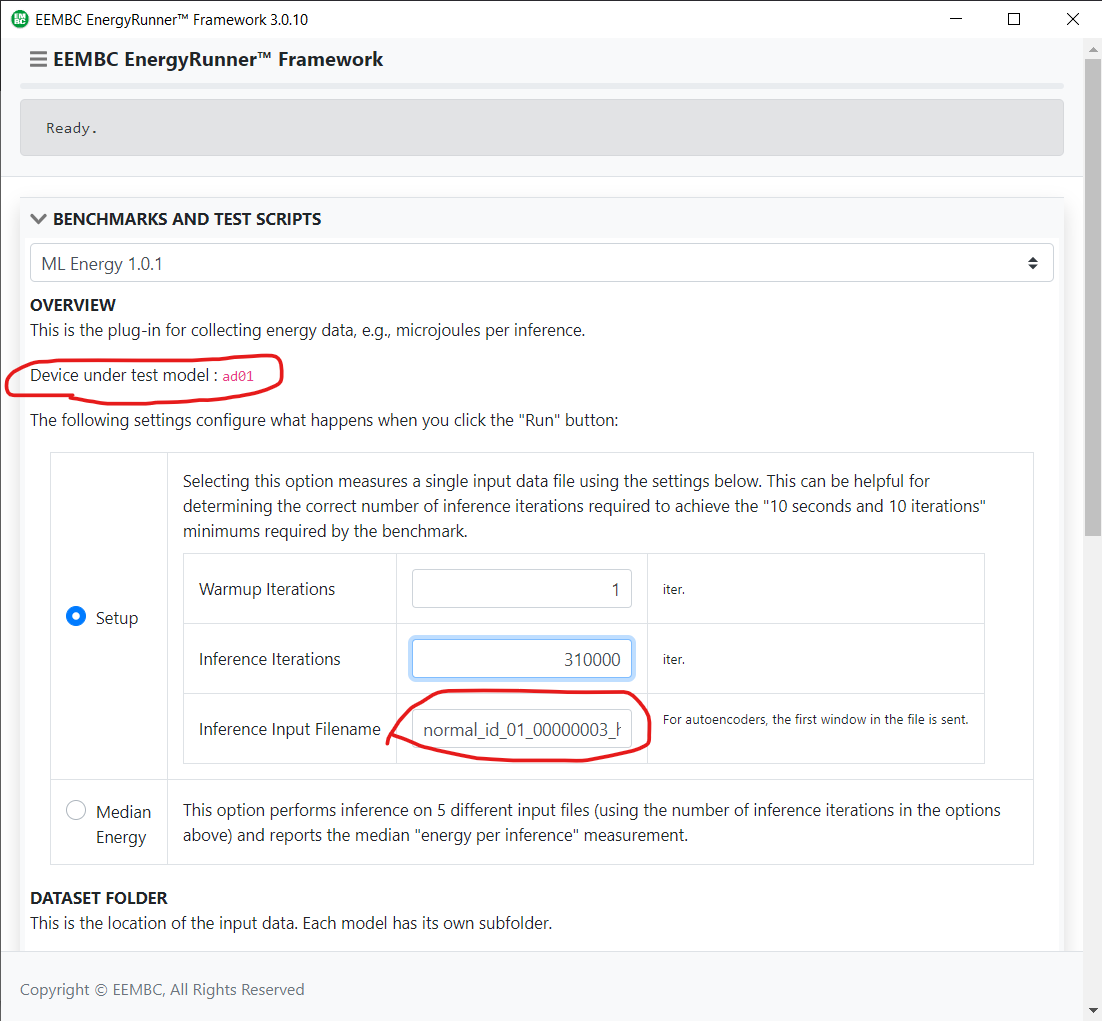 EEMBC EnergyRunner™ Framework 3.0.10
EEMBC EnergyRunner™ Framework
Ready.
BENCHMARKS AND TEST SCRIPTS
ML Energy 1.0.1
OVERVIEW
This is the plug-in for collecting energy data, e.g., microjoules per inference.
Device under test model : ad01
The following settings configure what happens when you click the "Run" button:
Selecting this option measures a single input data file using the settings below. This can be helpful for
determining the correct number of inference iterations required to achieve the "10 seconds and 10 iterations"
minimums required by the benchmark.
Warmup Iterations 1 iter.
Setup
Inference Iterations 310000 iter.
Inference Input Filename normal_id_01_00000003_h For autoencoders, the first window in the file is sent.
Median
Energy
This option performs inference on 5 different input files (using the number of inference iterations in the options
above) and reports the median "energy per inference" measurement.
DATASET FOLDER
This is the location of the input data. Each model has its own subfolder.
Copyright © EEMBC, All Rights Reserved